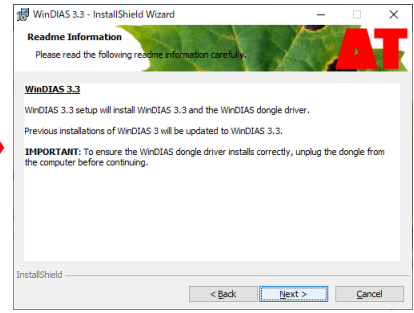 WinDIAS 3.3 - InstallShield Wizard
Readme Information
Please read the following readme information carefully.
AT
WinDIAS 3.3
WinDIAS 3.3 setup will install WinDIAS 3.3 and the WinDIAS dongle driver.
Previous installations of WinDIAS 3 will be updated to WinDIAS 3.3.
IMPORTANT: To ensure the WinDIAS dongle driver installs correctly, unplug the dongle from
the computer before continuing.
InstallShield
< Back
Next >
Cancel